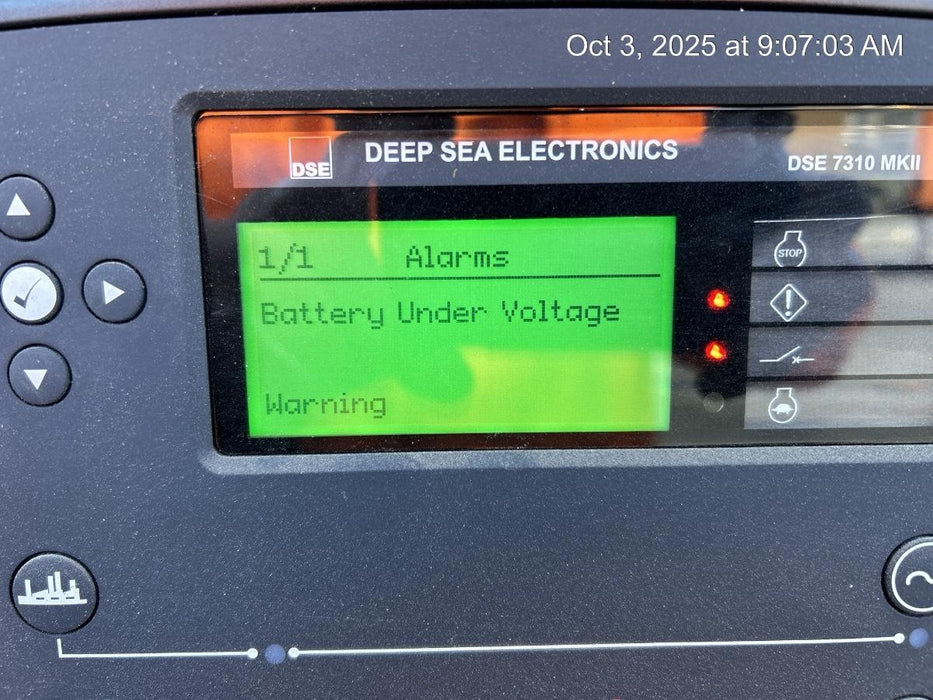 Oct 3, 2025 at 9:07:03 AM
DSE
DEEP SEA ELECTRONICS
DSE 7310 MKII
1/1 Alarms
Battery Under Voltage
Warning
STOP